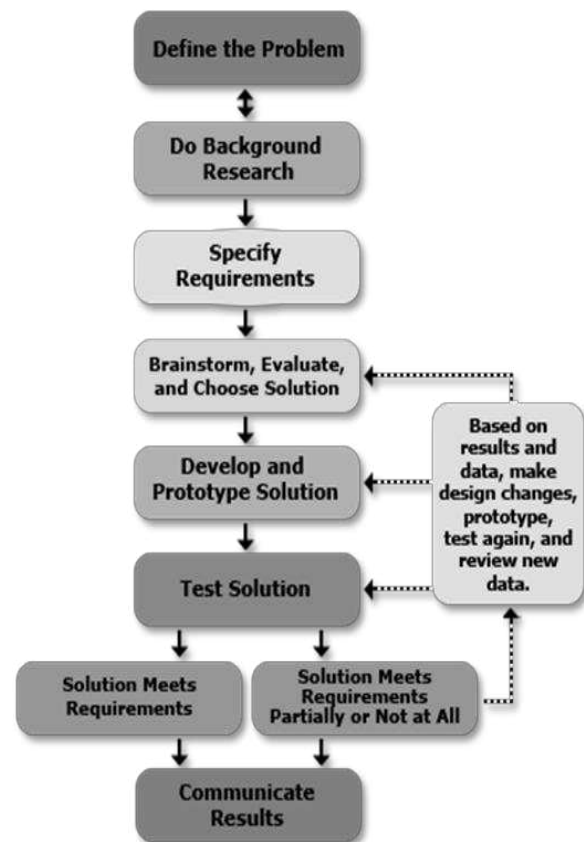 Define the Problem
Do Background
Research
Specify
Requirements
Brainstorm, Evaluate,
and Choose Solution
Develop and
Prototype Solution
Based on
results and
data, make
design changes,
prototype,
test again, and
review new
data.
Test Solution
Solution Meets
Requirements
Solution Meets
Requirements
Partially or Not at All
Communicate
Results